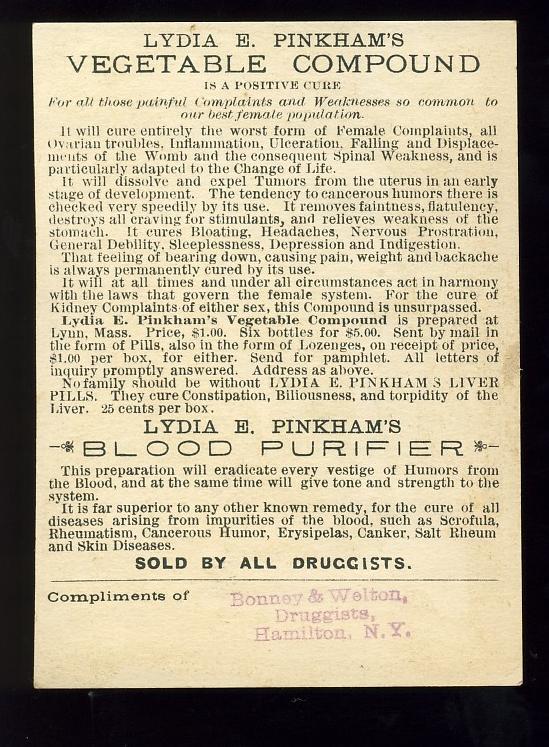 LYDIA E. PINKHAM'S
VEGETABLE COMPOUND
IS A POSITIVE CURE
For all those painful Complaints and Weaknesses so common to
our best female population.
It will cure entirely the worst form of Female Complaints, all
Ovarian troubles, Inflammation, Ulceration, Falling and Displace-
ments of the Womb and the consequent Spinal Weakness, and is
particularly adapted to the Change of Life.
It will dissolve and expel Tumors from the uterus in an early
stage of development. The tendency to cancerous humors there is
checked very speedily by its use. It removes faintness, flatulency,
destroys all craving for stimulants, and relieves weakness of the
stomach. It cures Bloating, Headaches, Nervous Prostration,
General Debility, Sleeplessness, Depression and Indigestion.
That feeling of bearing down, causing pain, weight and backache
is always permanently cured by its use.
It will at all times and under all circumstances act in harmony
with the laws that govern the female system. For the cure of
Kidney Complaints of either sex, this Compound is unsurpassed.
Lydia E. Pinkham's Vegetable Compound is prepared at
Lynn, Mass. Price, $1.00. Six bottles for $5.00. Sent by mail in
the form of Pills, also in the form of Lozenges, on receipt of price,
$1.00 per box, for either. Send for pamphlet. All letters of
inquiry promptly answered. Address as above.
No family should be without LYDIA E. PINKHAM'S LIVER
PILLS. They cure Constipation, Biliousness, and torpidity of the
Liver. 25 cents per box.
LYDIA E. PINKHAM'S
BLOOD PURIFIER
This preparation will eradicate every vestige of Humors from
the Blood, and at the same time will give tone and strength to the
system.
It is far superior to any other known remedy, for the cure of all
diseases arising from impurities of the blood, such as Scrofula,
Rheumatism, Cancerous Humor, Erysipelas, Canker, Salt Rheum
and Skin Diseases.
SOLD BY ALL DRUGGISTS.
Compliments of
Bonney & Welton,
Druggists,
Hamilton, N.Y.